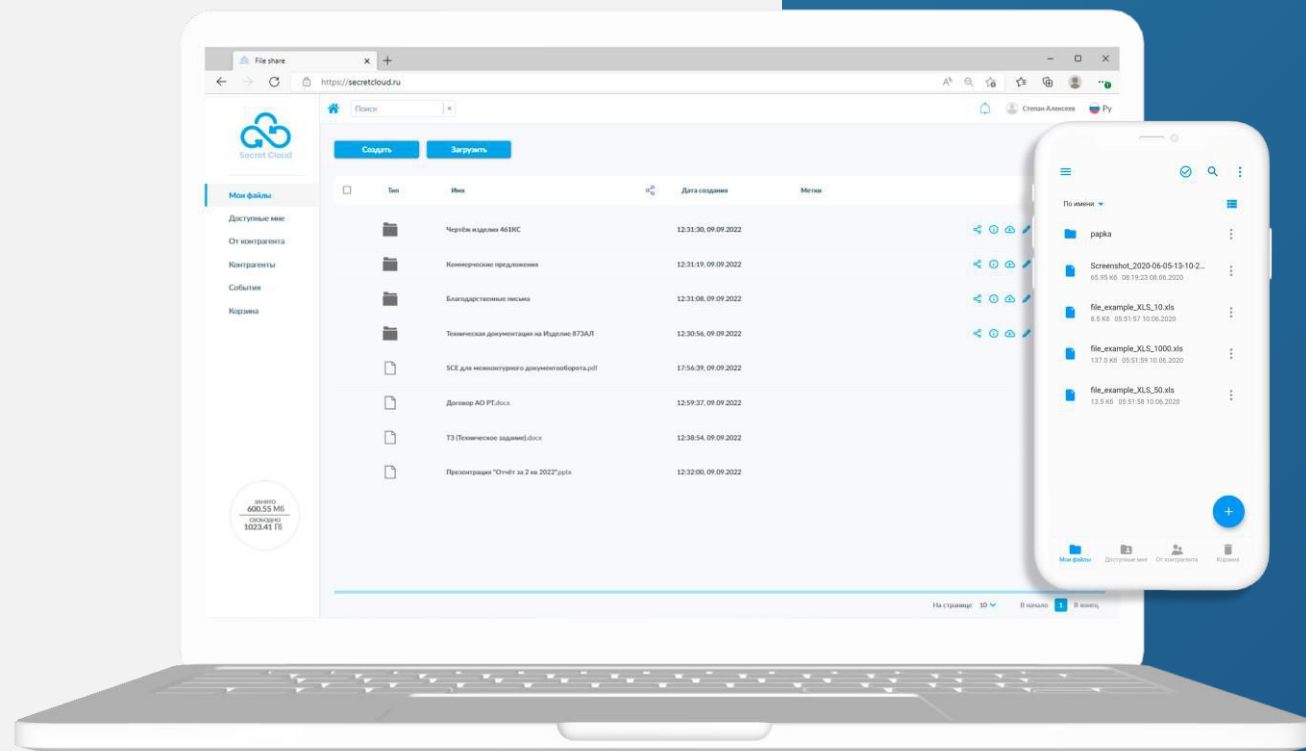 File share
https://secretcloud.ru
Поиск
Степан Алексеев
Ру
Secret Cloud
Создать
Загрузить
Мои файлы
Доступные мне
От контрагента
Контрагенты
События
Корзина
Тип Имя Дата создания Метки
Чертёж изделия 461КС 12:31:30, 09.09.2022
Коммерческие предложения 12:31:19, 09.09.2022
Благодарственные письма 12:31:08, 09.09.2022
Техническая документация на Изделие 873АЛ 12:30:56, 09.09.2022
SCE для межконтурного документооборота.pdf 17:56:39, 09.09.2022
Договор АО РТ.docx 12:59:37, 09.09.2022
ТЗ (Техническое задание).docx 12:38:54, 09.09.2022
Презентация "Отчёт за 2 кв 2022".pptx 12:32:00, 09.09.2022
ЗАНЯТО
600.55 Мб
СВОБОДНО
1023.41 Гб
На странице 10 В начало 1 В конец
По имени
papka
Screenshot_2020-06-05-13-10-2...
65.95 Кб 08:19:23 08.06.2020
file_example_XLS_10.xls
8.5 Кб 05:51:57 10.06.2020
file_example_XLS_1000.xls
137.0 Кб 05:51:59 10.06.2020
file_example_XLS_50.xls
13.5 Кб 05:51:58 10.06.2020
Мои файлы Доступные мне От контрагента Корзина